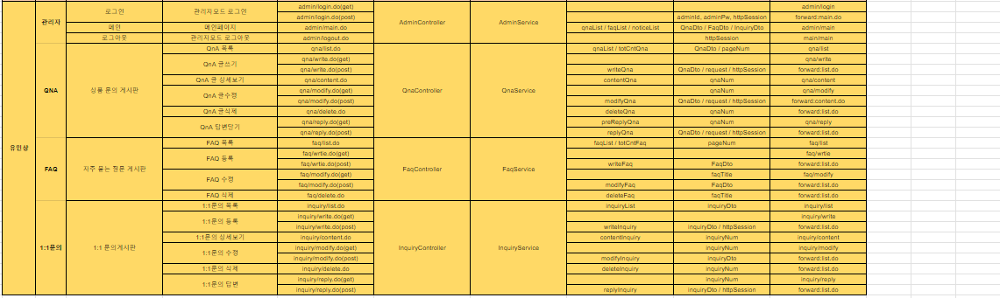 유민상
관리자
로그인 관리자모드 로그인 admin/login.do(get) AdminController AdminService admin/login
admin/login.do(post) adminId, adminPw, httpSession forward:main.do
메인 메인페이지 admin/main.do qnaList / faqList / noticeList QnaDto / FaqDto / InquiryDto admin/main
로그아웃 관리자모드 로그아웃 admin/logout.do httpSession main/main
QNA 상품 문의 게시판 QnaController QnaService
QnA 목록 qna/list.do qnaList / totCntQna QnaDto / pageNum qna/list
QnA 글쓰기 qna/write.do(get) qna/write
qna/write.do(post) writeQna QnaDto / request / httpSession forward:list.do
QnA 글 상세보기 qna/content.do contentQna qnaNum qna/content
QnA 글수정 qna/modify.do(get) qnaNum qna/modify
qna/modify.do(post) modifyQna QnaDto / request / httpSession forward:content.do
QnA 글삭제 qna/delete.do deleteQna qnaNum forward:list.do
QnA 답변달기 qna/reply.do(get) preReplyQna qnaNum qna/reply
qna/reply.do(post) replyQna QnaDto / request / httpSession forward:list.do
FAQ 자주 묻는 질문 게시판 FaqController FaqService
FAQ 목록 faq/list.do faqList / totCntFaq pageNum faq/list
FAQ 등록 faq/wrtie.do(get) faq/wrtie
faq/wrtie.do(post) writeFaq FaqDto forward:list.do
FAQ 수정 faq/modify.do(get) faqTitle faq/modify
faq/modify.do(post) modifyFaq FaqDto forward:list.do
FAQ 삭제 faq/delete.do deleteFaq faqTitle forward:list.do
1:1문의 1:1 문의게시판 InquiryController InquiryService
1:1문의 목록 inquiry/list.do inquiryList inquiryDto inquiry/list
1:1문의 등록 inquiry/write.do(get) inquiry/write
inquiry/write.do(post) writeInquiry inquiryDto / httpSession forward:list.do
1:1문의 상세보기 inquiry/content.do contentInquiry inquiryNum inquiry/content
1:1문의 수정 inquiry/modify.do(get) inquiryNum inquiry/modify
inquiry/modify.do(post) modifyInquiry inquiryDto forward:list.do
1:1문의 삭제 inquiry/delete.do deleteInquiry inquiryNum forward:list.do
1:1문의 답변 inquiry/reply.do(get) inquiryNum inquiry/reply
inquiry/reply.do(post) replyInquiry inquiryDto / httpSession forward:list.do